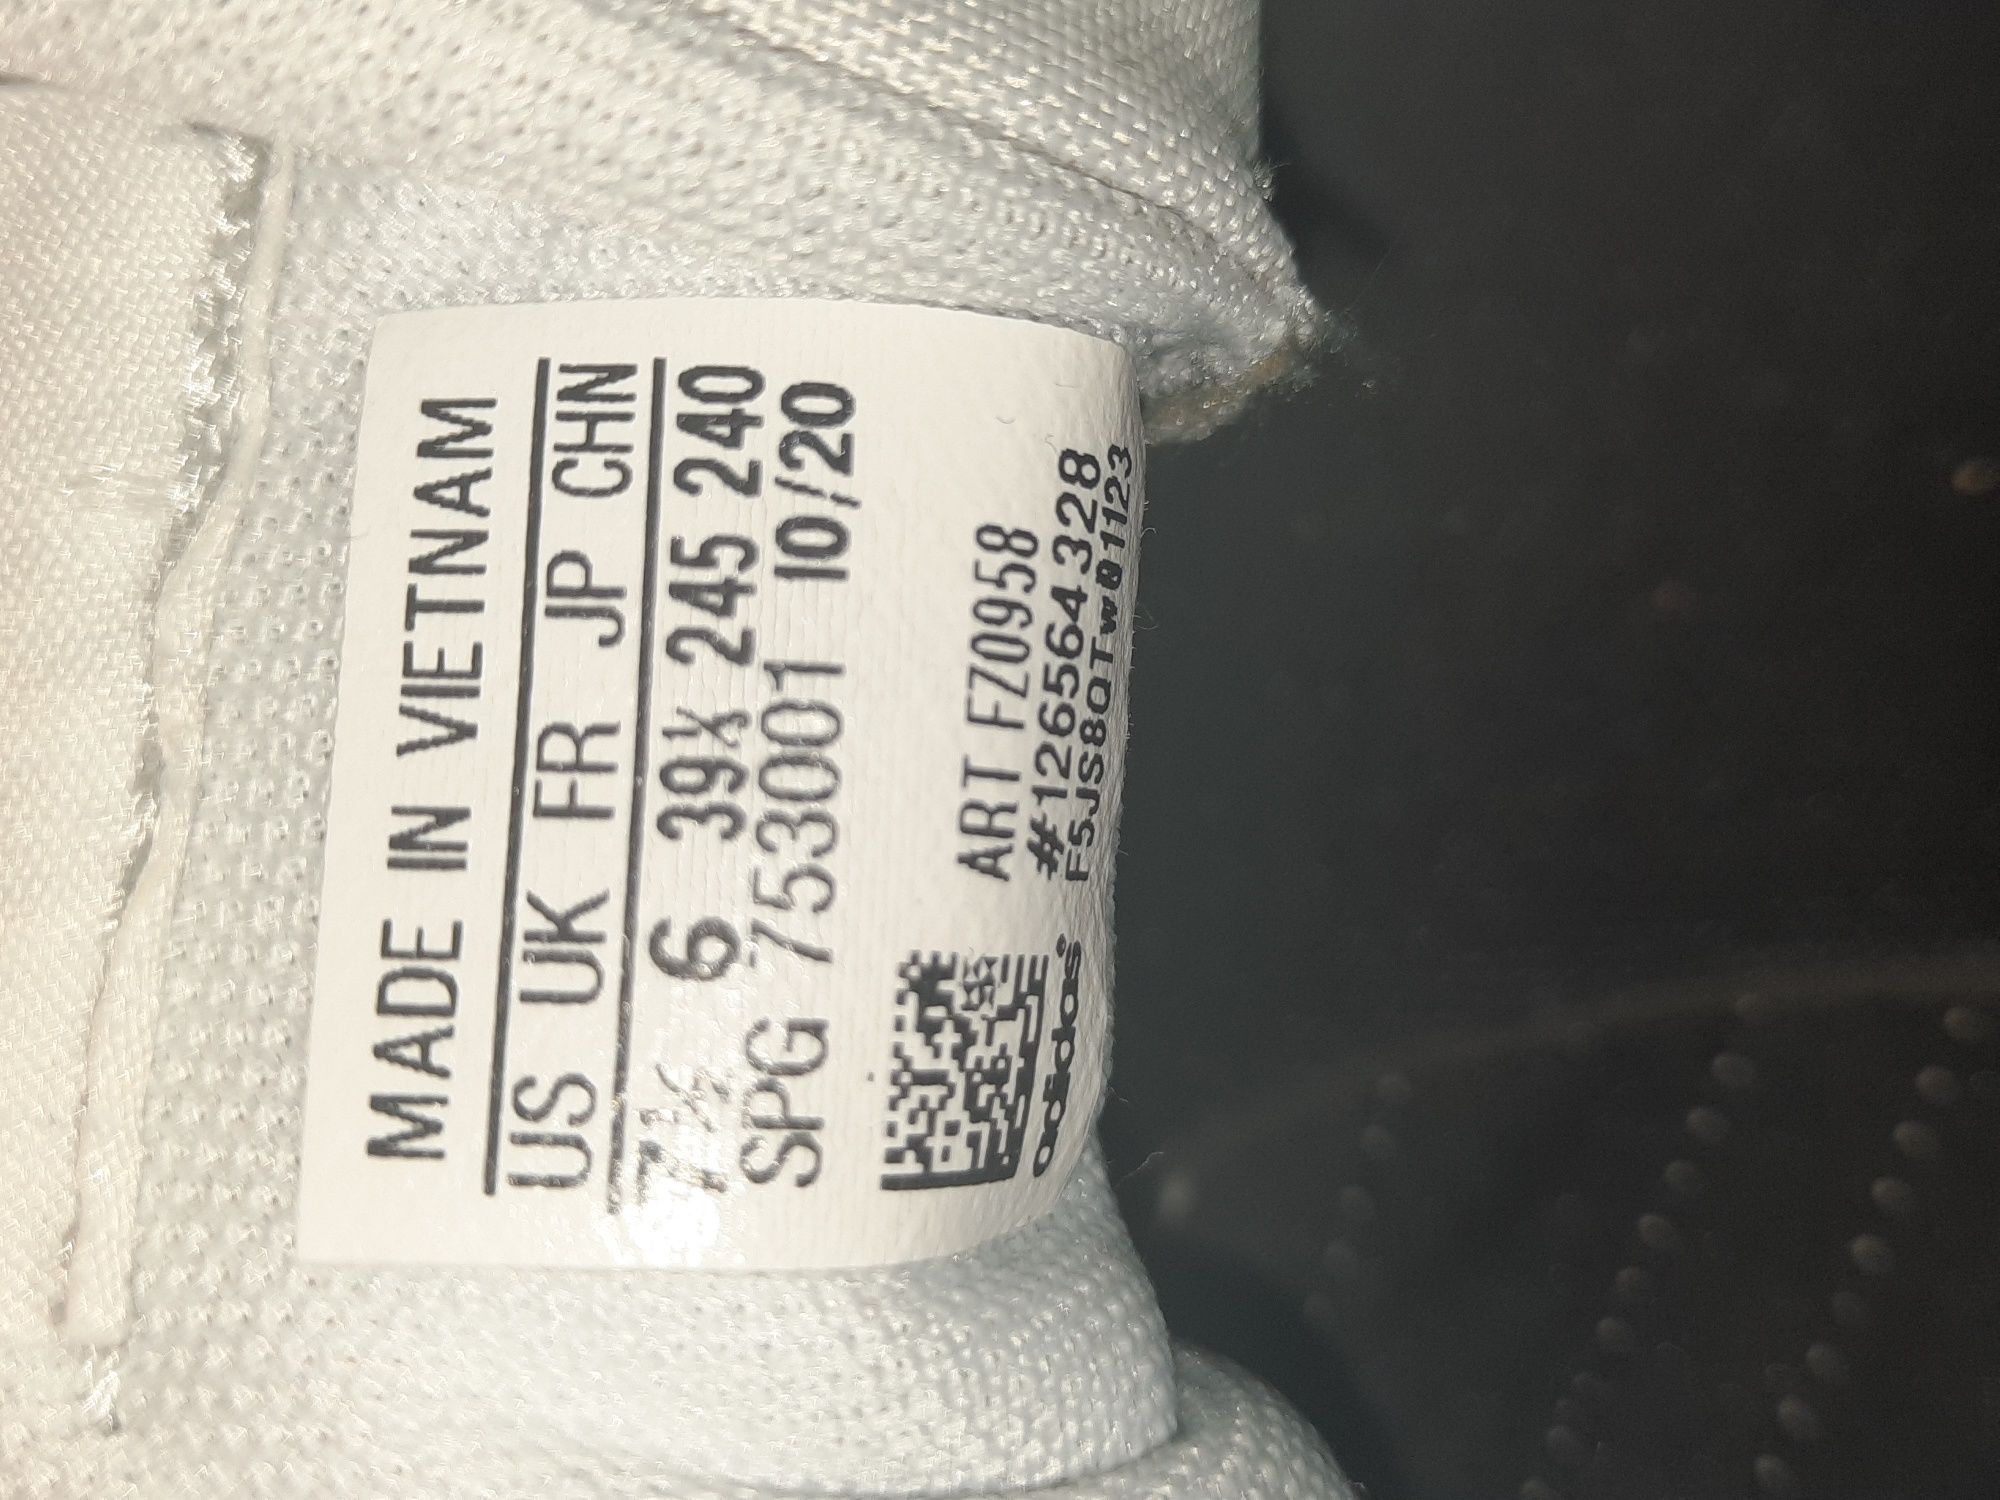 MADE IN VIETNAM
US UK FR JP CHN
7½ 6 39⅓ 245 240
SPG 753001 10/20
ART FZ0958
#126564328
F5JS8QTw01123
adidas®